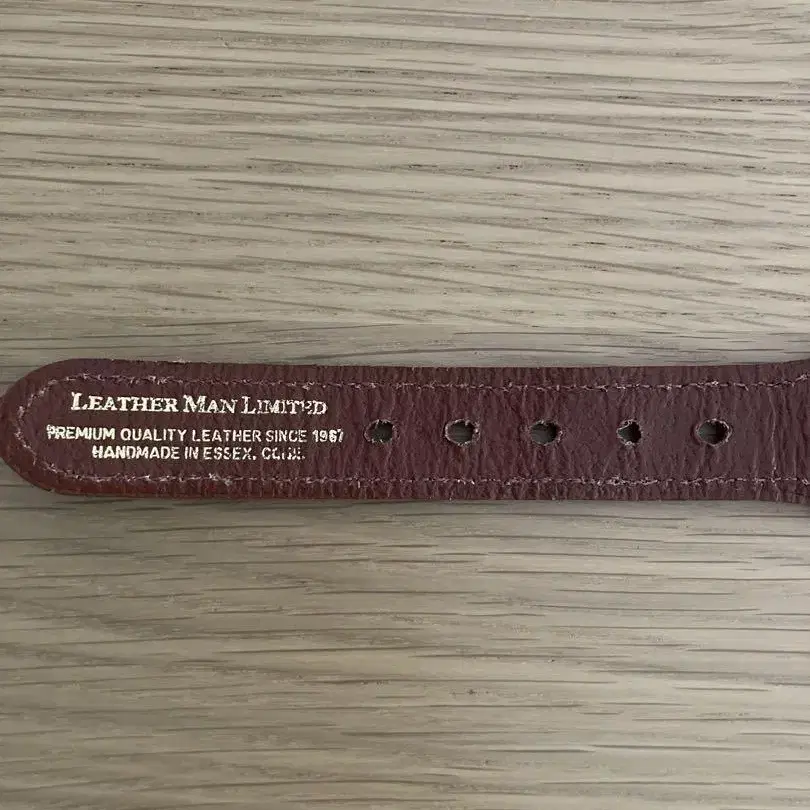 LEATHER MAN LIMITED
PREMIUM QUALITY LEATHER SINCE 1967
HANDMADE IN ESSEX, CONN.